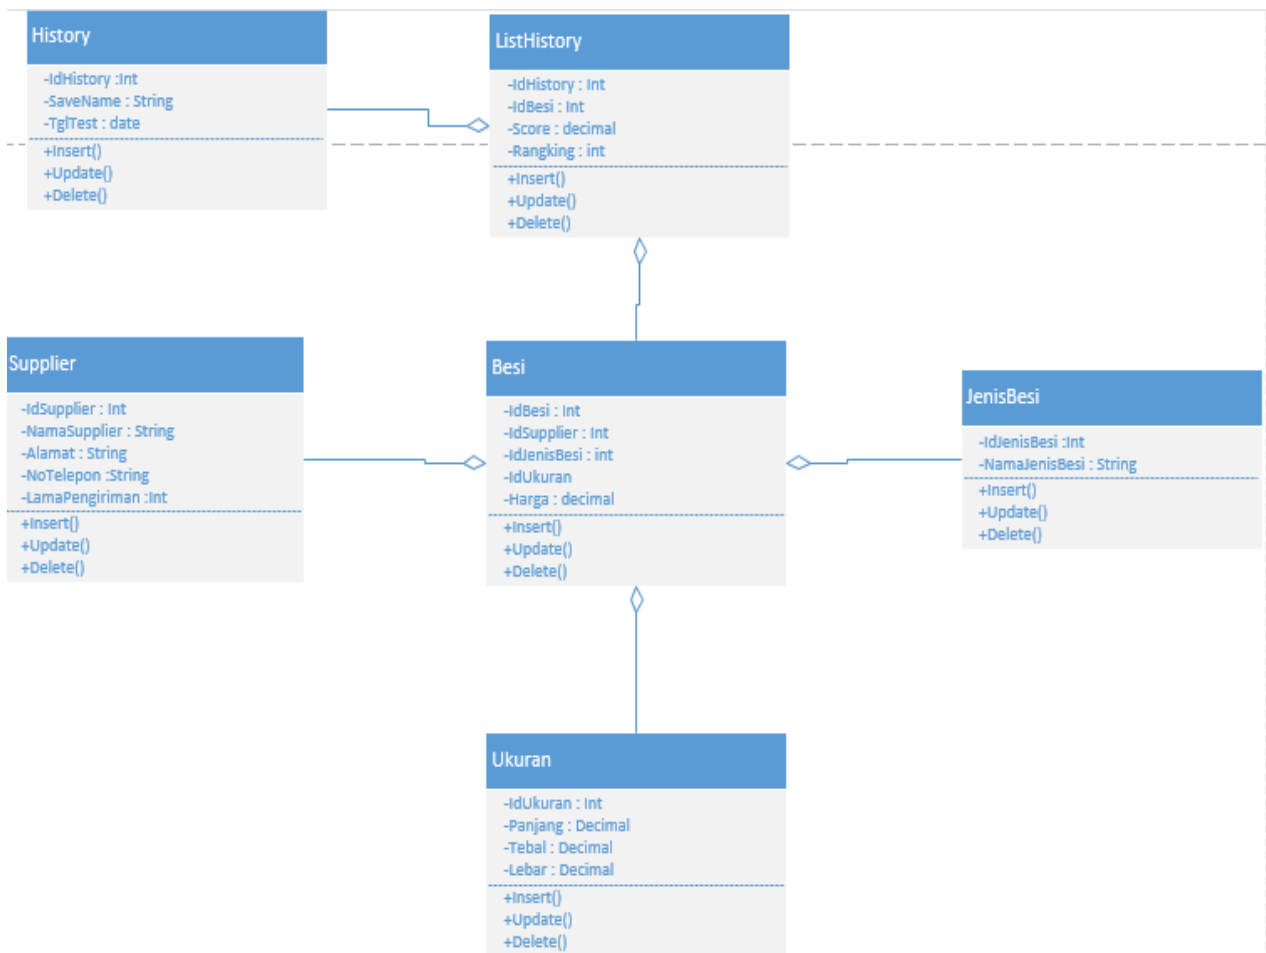 History
-IdHistory :Int
-SaveName : String
-TglTest : date
+Insert()
+Update()
+Delete()
ListHistory
-IdHistory : Int
-IdBesi : Int
-Score : decimal
-Rangking : int
+Insert()
+Update()
+Delete()
Supplier
-IdSupplier : Int
-NamaSupplier : String
-Alamat : String
-NoTelepon :String
-LamaPengiriman :Int
+Insert()
+Update()
+Delete()
Besi
-IdBesi : Int
-IdSupplier : Int
-IdJenisBesi : int
-IdUkuran
-Harga : decimal
+Insert()
+Update()
+Delete()
JenisBesi
-IdJenisBesi :Int
-NamaJenisBesi : String
+Insert()
+Update()
+Delete()
Ukuran
-IdUkuran : Int
-Panjang : Decimal
-Tebal : Decimal
-Lebar : Decimal
+Insert()
+Update()
+Delete()